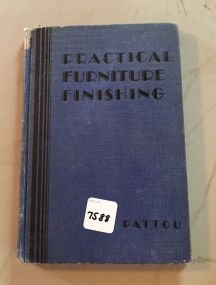 PRACTICAL
FURNITURE
FINISHING
7588
PATTOU